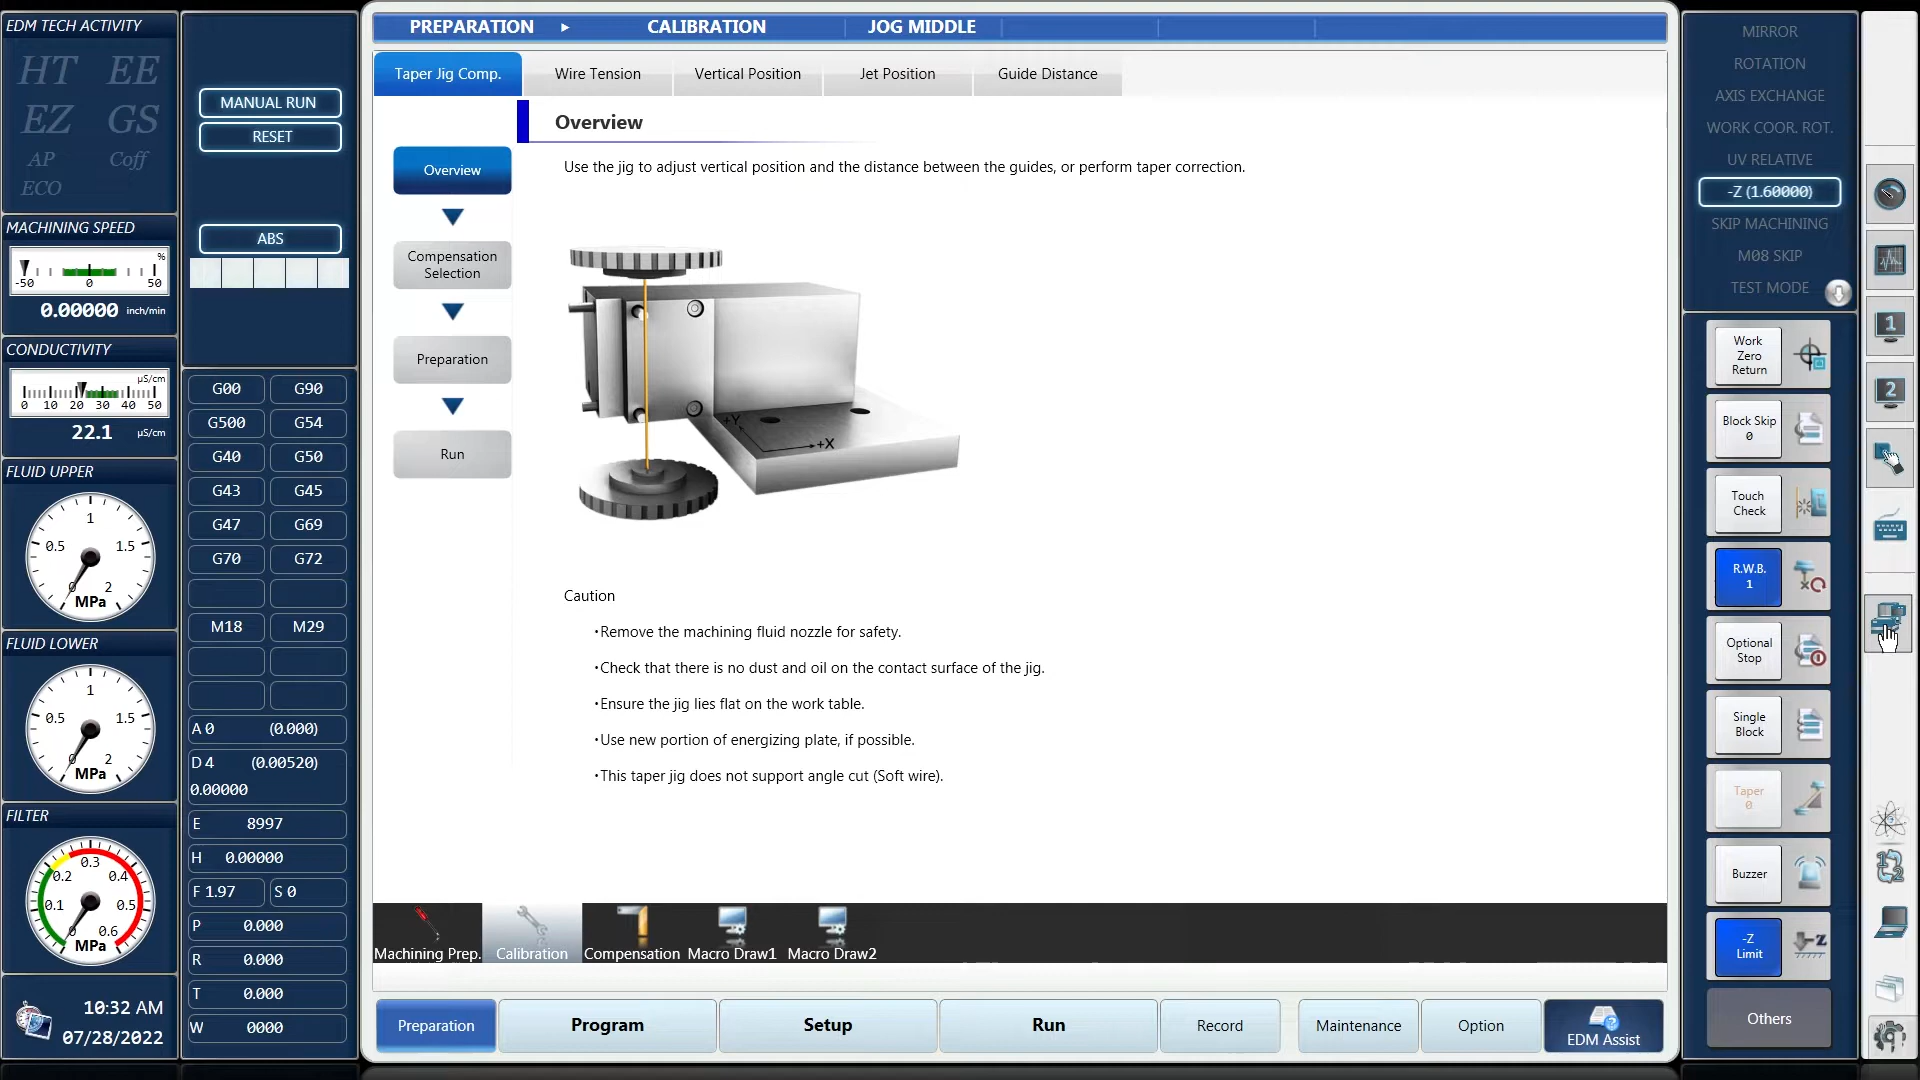 EDM TECH ACTIVITY
HT EE
EZ GS
AP Coff
ECO
MACHINING SPEED
%
-50 0 50
0.00000 inch/min
CONDUCTIVITY
µS/cm
0 10 20 30 40 50
22.1 µS/cm
FLUID UPPER
0 0.5 1 1.5 2
MPa
FLUID LOWER
0 0.5 1 1.5 2
MPa
FILTER
0 0.1 0.2 0.3 0.4 0.5 0.6
MPa
10:32 AM
07/28/2022
MANUAL RUN
RESET
ABS
G00 G90
G500 G54
G40 G50
G43 G45
G47 G69
G70 G72
M18 M29
A 0 (0.000)
D 4 (0.00520)
0.00000
E 8997
H 0.00000
F 1.97 S 0
P 0.000
R 0.000
T 0.000
W 0000
PREPARATION ► CALIBRATION JOG MIDDLE
Taper Jig Comp. Wire Tension Vertical Position Jet Position Guide Distance
Overview
Compensation
Selection
Preparation
Run
Overview
Use the jig to adjust vertical position and the distance between the guides, or perform taper correction.
+Y
+X
Caution
・Remove the machining fluid nozzle for safety.
・Check that there is no dust and oil on the contact surface of the jig.
・Ensure the jig lies flat on the work table.
・Use new portion of energizing plate, if possible.
・This taper jig does not support angle cut (Soft wire).
Machining Prep. Calibration Compensation Macro Draw1 Macro Draw2
Preparation Program Setup Run Record Maintenance Option EDM Assist
MIRROR
ROTATION
AXIS EXCHANGE
WORK COOR. ROT.
UV RELATIVE
-Z (1.60000)
SKIP MACHINING
M08 SKIP
TEST MODE
Work
Zero
Return
Block Skip
0
Touch
Check
R.W.B.
1
Optional
Stop
Single
Block
Taper
0
Buzzer
-Z
Limit
Z
Others
1
2
1 2